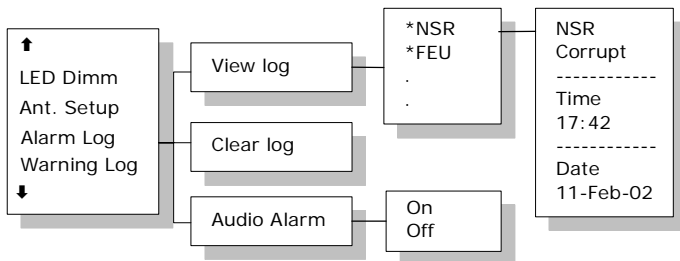 ⬆
LED Dimm
Ant. Setup
Alarm Log
Warning Log
⬇
View log
Clear log
Audio Alarm
*NSR
*FEU
.
.
On
Off
NSR
Corrupt
------------
Time
17:42
------------
Date
11-Feb-02